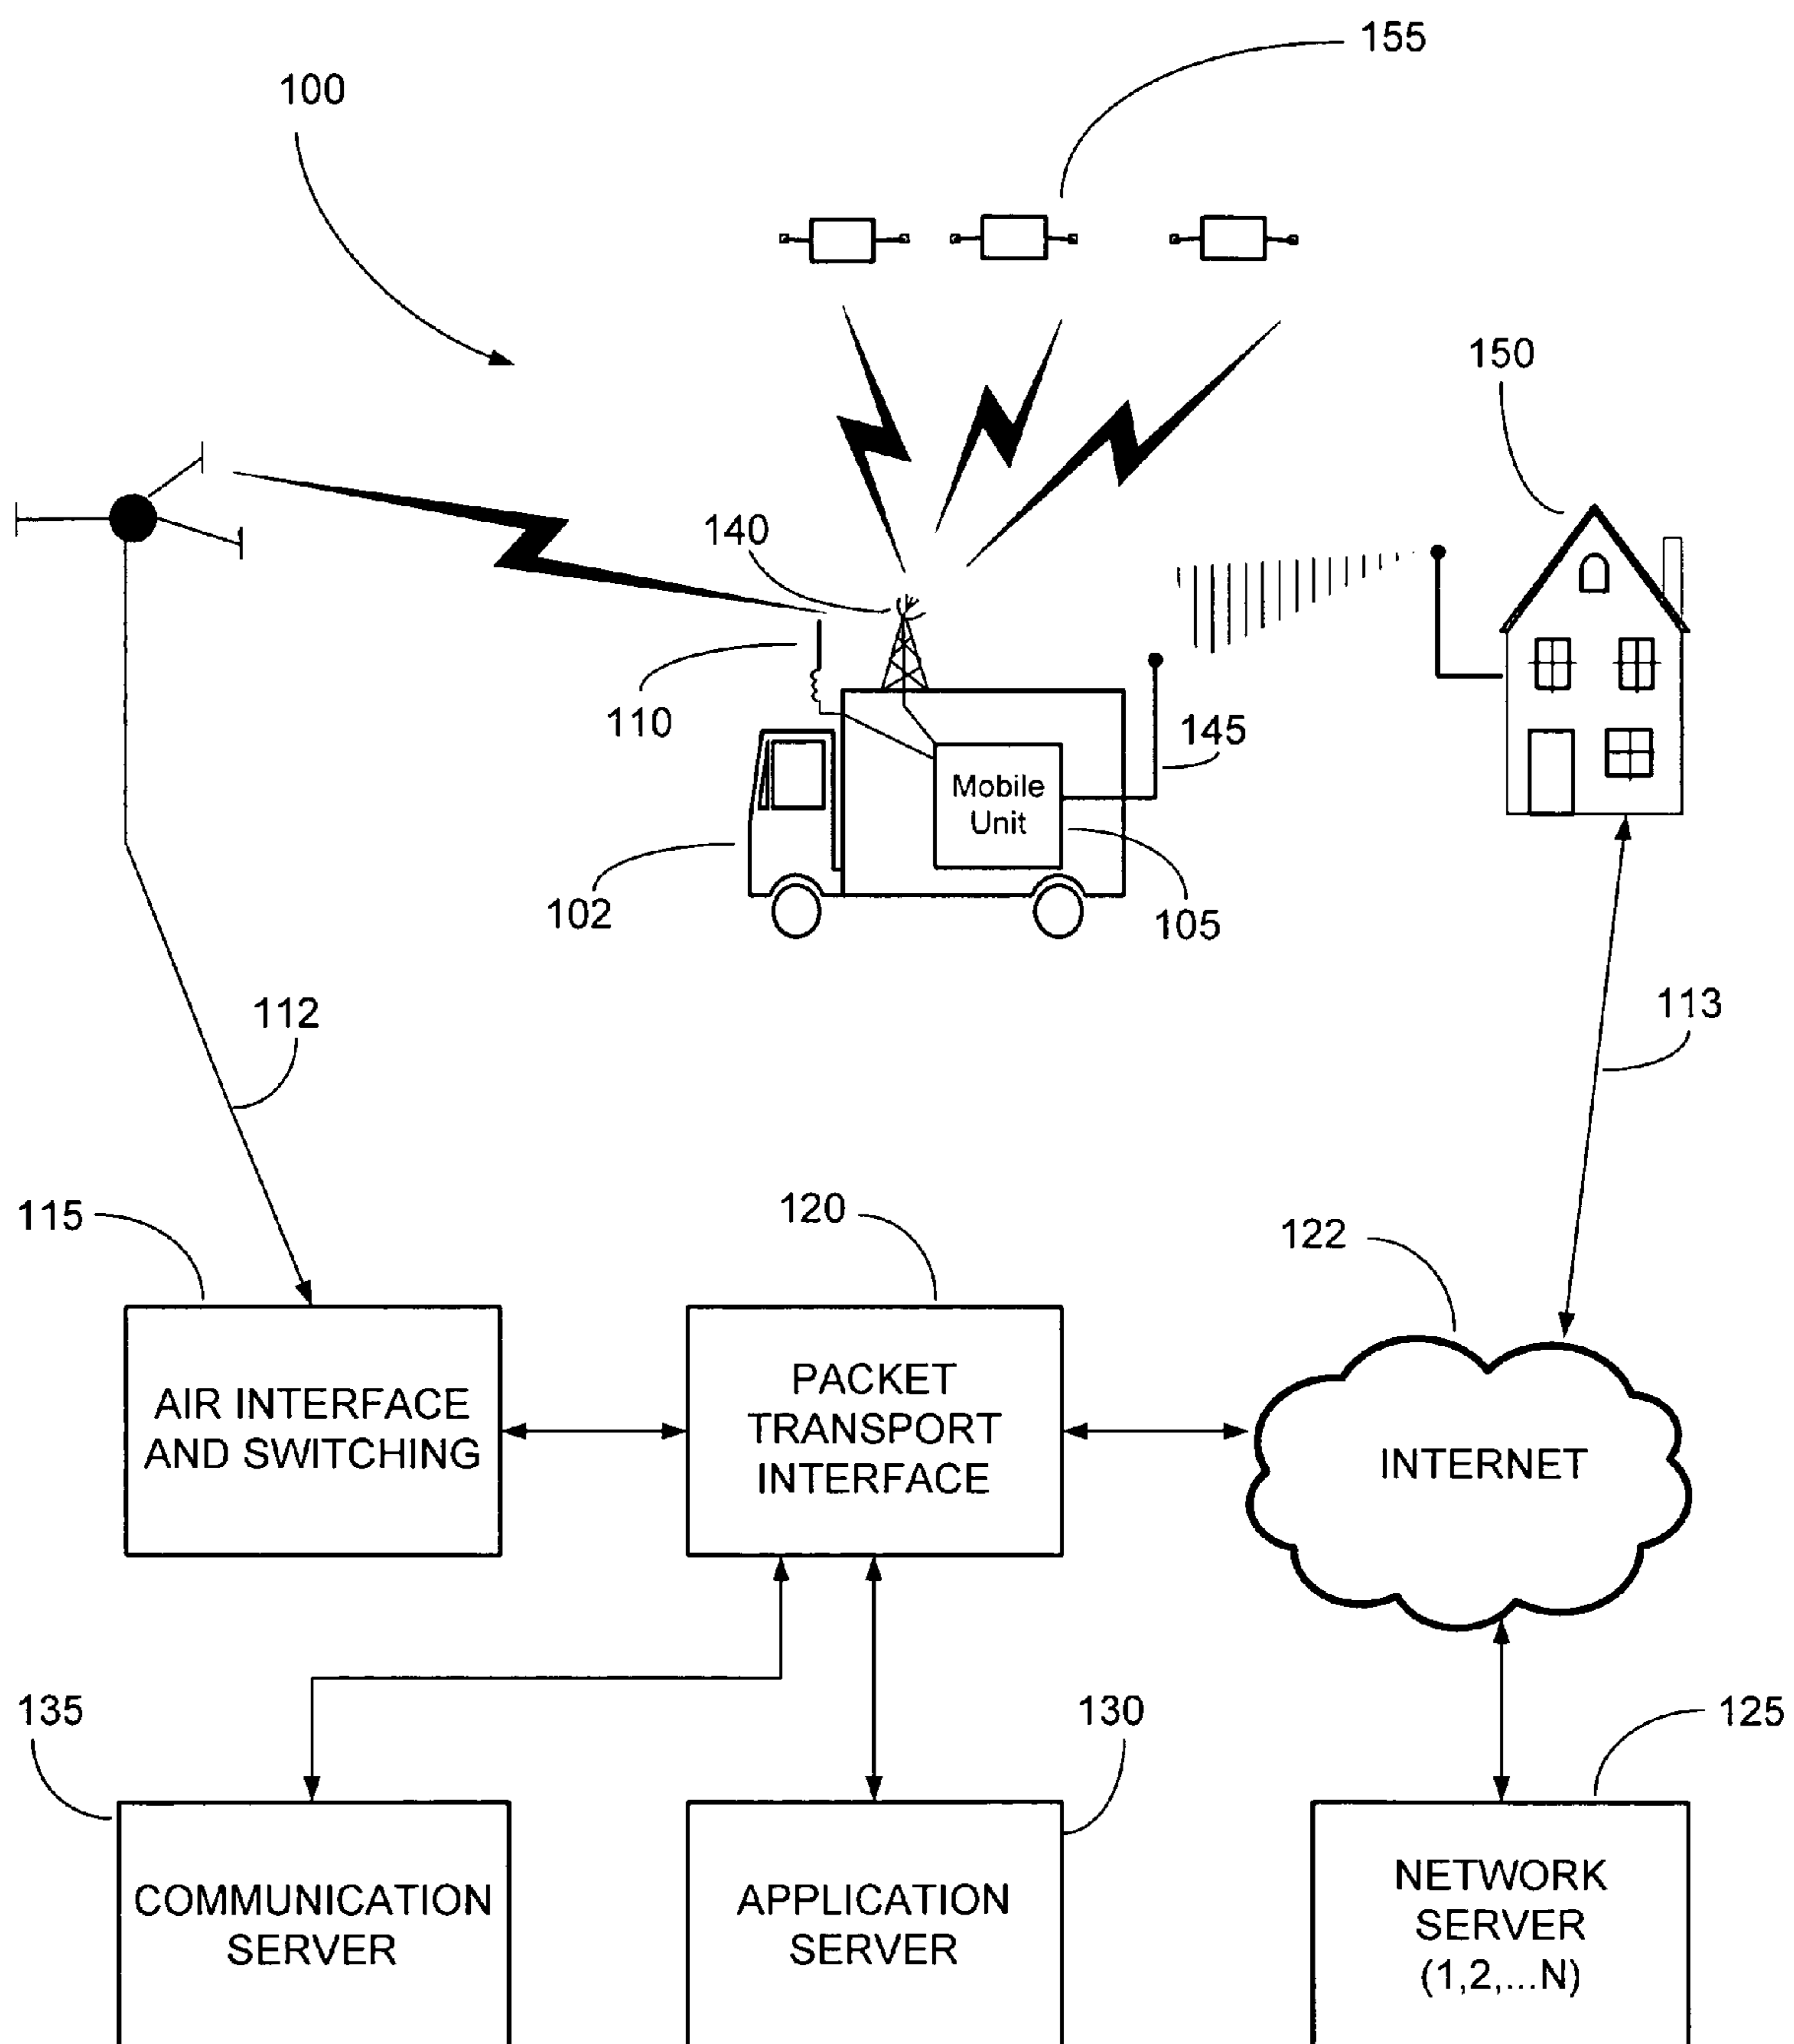 155
100
150
140
110
145
Mobile
Unit
102
105
113
112
115
120
122
PACKET
TRANSPORT
INTERFACE
AIR INTERFACE
AND SWITCHING
INTERNET
135
130
125
COMMUNICATION
SERVER
APPLICATION
SERVER
NETWORK
SERVER
(1,2,...N)